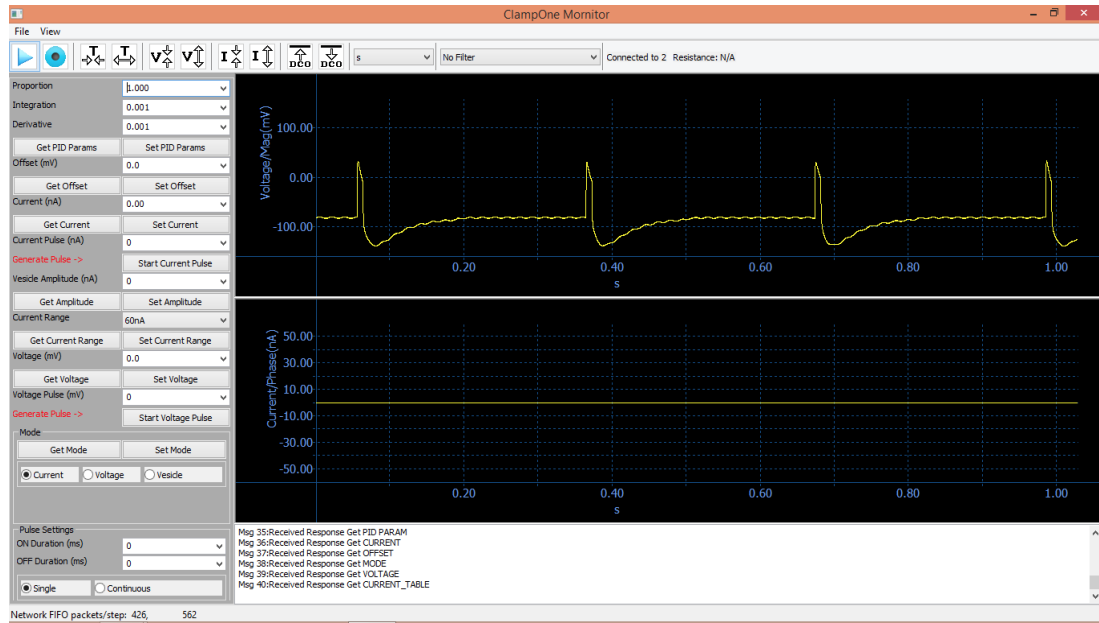 ClampOne Mornitor
File View
T T V V I I DCO DCO s No Filter Connected to 2 Resistance: N/A
Proportion 1.000
Integration 0.001
Derivative 0.001
Get PID Params Set PID Params
Offset (mV) 0.0
Get Offset Set Offset
Current (nA) 0.00
Get Current Set Current
Current Pulse (nA) 0
Generate Pulse -> Start Current Pulse
Vesicle Amplitude (nA) 0
Get Amplitude Set Amplitude
Current Range 60nA
Get Current Range Set Current Range
Voltage (mV) 0.0
Get Voltage Set Voltage
Voltage Pulse (mV) 0
Generate Pulse -> Start Voltage Pulse
Mode
Get Mode Set Mode
Current Voltage Vesicle
Pulse Settings
ON Duration (ms) 0
OFF Duration (ms) 0
Single Continuous
Voltage/Mag(mV)
100.00
0.00
-100.00
0.20 0.40 0.60 0.80 1.00
s
Current/Phase(nA)
50.00
30.00
10.00
-10.00
-30.00
-50.00
0.20 0.40 0.60 0.80 1.00
s
Msg 35:Received Response Get PID PARAM
Msg 36:Received Response Get CURRENT
Msg 37:Received Response Get OFFSET
Msg 38:Received Response Get MODE
Msg 39:Received Response Get VOLTAGE
Msg 40:Received Response Get CURRENT_TABLE
Network FIFO packets/step: 426, 562